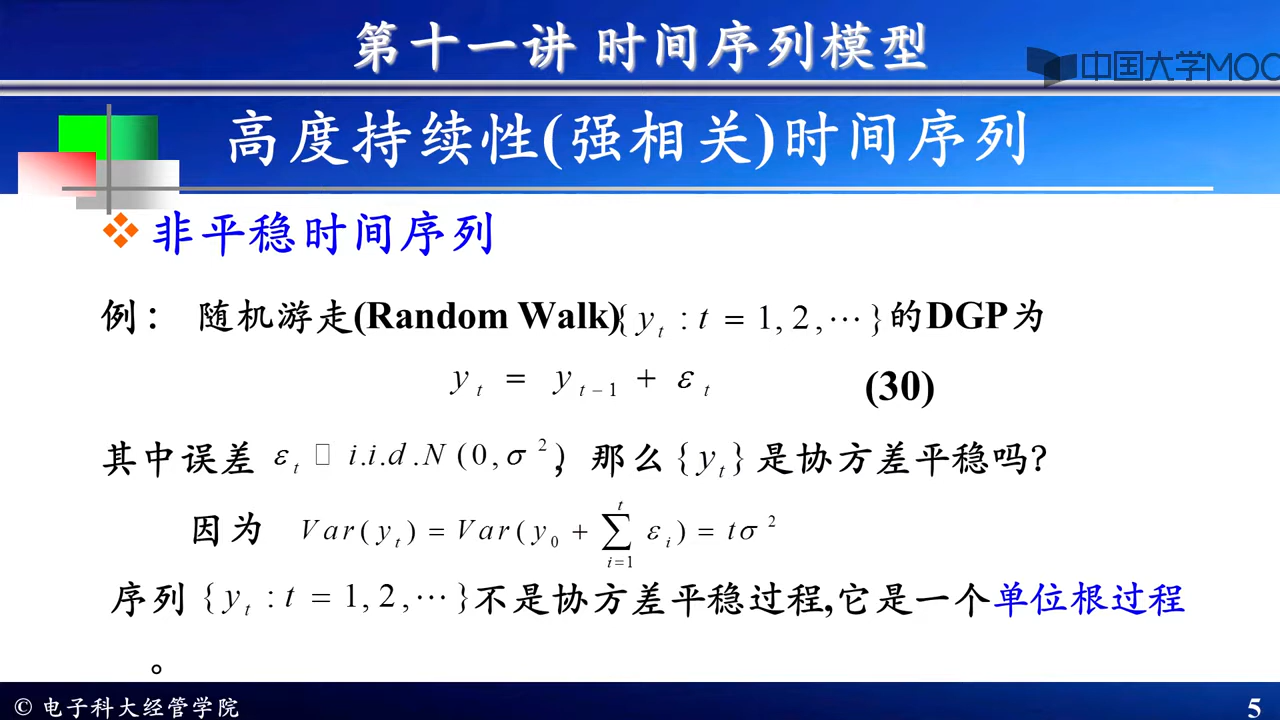 第十一讲 时间序列模型
中国大学MOO
高度持续性(强相关)时间序列
非平稳时间序列
例： 随机游走(Random Walk){ y_t : t = 1, 2 , ⋯ }的DGP为
y_t = y_{t-1} + ε_t (30)
其中误差 ε_t □ i.i.d.N (0, σ^2), 那么{y_t}是协方差平稳吗?
因为 Var( y_t ) = Var( y_0 + ∑_{i=1}^{t} ε_i ) = tσ^2
序列 { y_t : t = 1, 2 , ⋯ }不是协方差平稳过程,它是一个单位根过程
。
© 电子科大经管学院 5